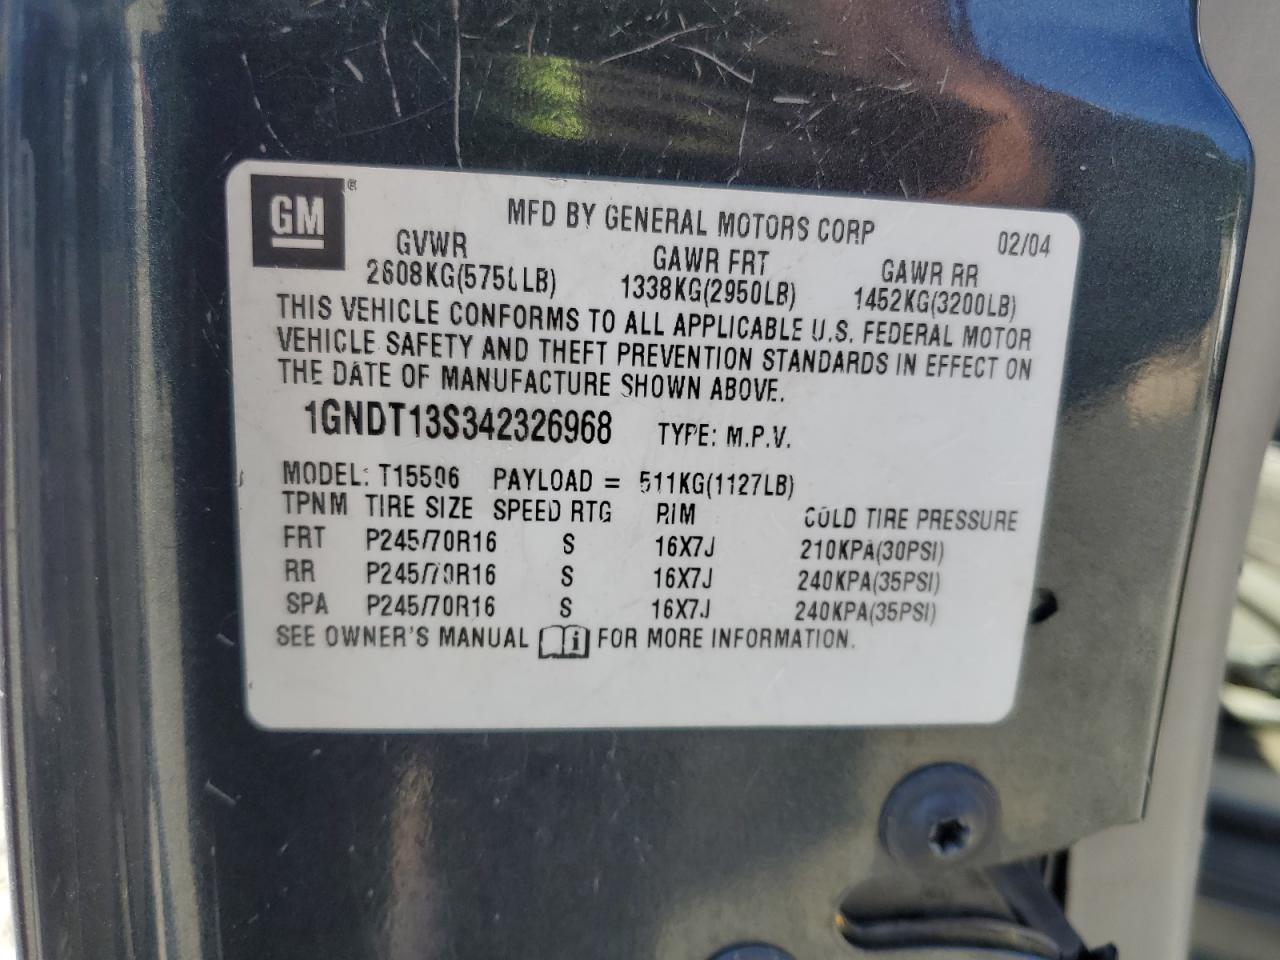 GM®
MFD BY GENERAL MOTORS CORP 02/04
GVWR GAWR FRT GAWR RR
2608KG(5750LB) 1338KG(2950LB) 1452KG(3200LB)
THIS VEHICLE CONFORMS TO ALL APPLICABLE U.S. FEDERAL MOTOR
VEHICLE SAFETY AND THEFT PREVENTION STANDARDS IN EFFECT ON
THE DATE OF MANUFACTURE SHOWN ABOVE.
1GNDT13S342326968 TYPE: M.P.V.
MODEL: T15506 PAYLOAD = 511KG(1127LB)
TPNM TIRE SIZE SPEED RTG RIM COLD TIRE PRESSURE
FRT P245/70R16 S 16X7J 210KPA(30PSI)
RR P245/70R16 S 16X7J 240KPA(35PSI)
SPA P245/70R16 S 16X7J 240KPA(35PSI)
SEE OWNER'S MANUAL i FOR MORE INFORMATION.